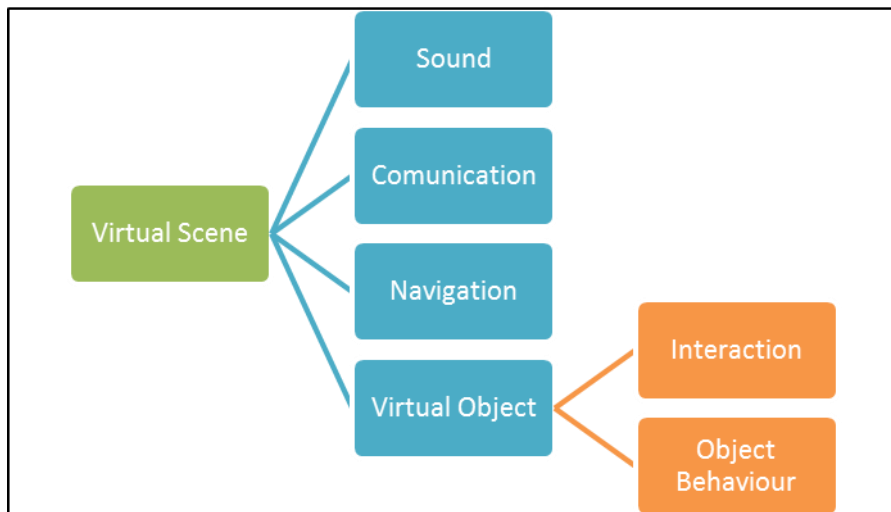 Sound
Comunication
Virtual Scene
Navigation
Interaction
Virtual Object
Object
Behaviour